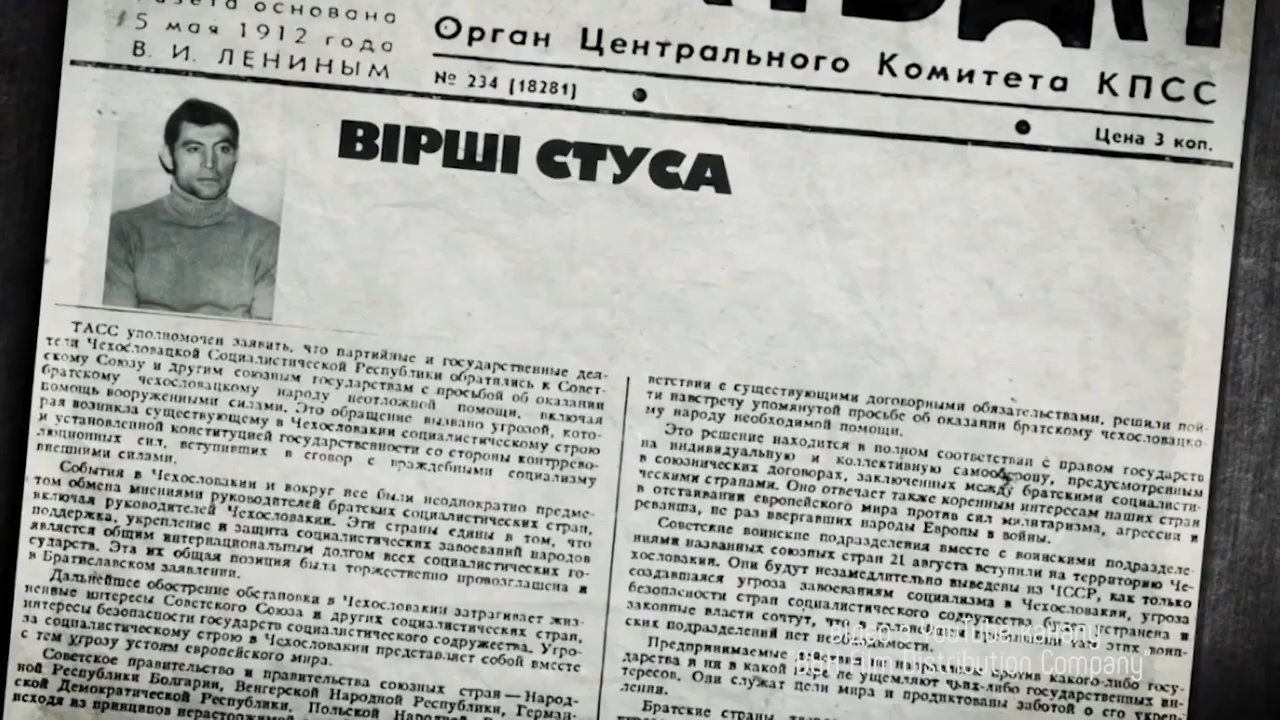 газета основана
5 мая 1912 года
В. И. ЛЕНИНЫМ
Орган Центрального Комитета КПСС
№ 234 [18281]
Цена 3 коп.
ВІРШІ СТУСА
ТАСС уполномочен заявить, что партийные и государственные дея-
тели Чехословацкой Социалистической Республики обратились к Совет-
скому Союзу и другим союзным государствам с просьбой об оказании
братскому чехословацкому народу неотложной помощи, включая
помощь вооруженными силами. Это обращение вызвано угрозой, кото-
рая возникла существующему в Чехословакии социалистическому строю
и установленной конституцией государственности со стороны контррево-
люционных сил, вступивших в сговор с враждебными социализму
внешними силами.
События в Чехословакии и вокруг нее были неоднократно предме-
том обмена мнениями руководителей братских социалистических стран,
включая руководителей Чехословакии. Эти страны едины в том, что
поддержка, укрепление и защита социалистических завоеваний народов
является общим интернациональным долгом всех социалистических го-
сударств. Эта их общая позиция была торжественно провозглашена и
в Братиславском заявлении.
Дальнейшее обострение обстановки в Чехословакии затрагивает жиз-
ненные интересы Советского Союза и других социалистических стран,
интересы безопасности государств социалистического содружества. Угро-
за социалистическому строю в Чехословакии представляет собой вместе
с тем угрозу устоям европейского мира.
Советское правительство и правительства союзных стран — Народ-
ной Республики Болгарии, Венгерской Народной Республики, Герман-
ской Демократической Республики, Польской Народной
исходя из принципов
ветствии с существующими договорными обязательствами, решили пой-
ти навстречу упомянутой просьбе об оказании братскому чехословацко-
му народу необходимой помощи.
Это решение находится в полном соответствии с правом государств
на индивидуальную и коллективную самооборону, предусмотренным
в союзнических договорах, заключенных между братскими социалисти-
ческими странами. Оно отвечает также коренным интересам наших стран
в отстаивании европейского мира против сил милитаризма, агрессии и
реванша, не раз ввергавших народы Европы в войны.
Советские воинские подразделения вместе с воинскими подразделе-
ниями названных союзных стран 21 августа вступили на территорию Че-
хословакии. Они будут незамедлительно выведены из ЧССР, как только
создавшаяся угроза завоеваниям социализма в Чехословакии, угроза
безопасности стран социалистического содружества будет устранена и
законные власти сочтут, что в дальнейшем пребывании там этих воин-
ских подразделений нет необходимости.
Предпринимаемые действия не направлены против какого-либо госу-
дарства и ни в какой мере не ущемляют чьих-либо государственных ин-
тересов. Они служат цели мира и продиктованы заботой о его укреп-
лении.
Братские страны
Відео з YouTube каналу
Film Distribution Company"